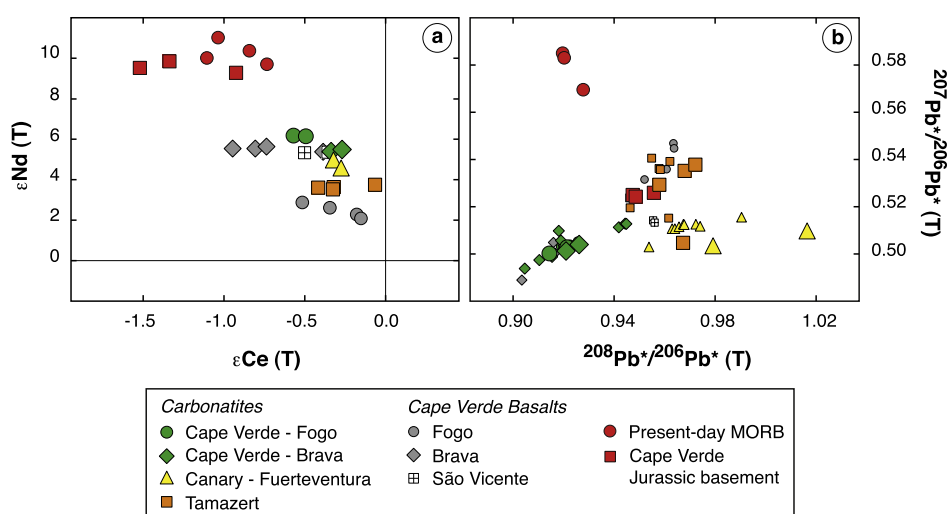 a
10
8
6
4
2
0
εNd (T)
-1.5 -1.0 -0.5 0.0
εCe (T)
b
0.58
0.56
0.54
0.52
0.50
207Pb*/206Pb* (T)
0.90 0.94 0.98 1.02
208Pb*/206Pb* (T)
Carbonatites
Cape Verde - Fogo
Cape Verde - Brava
Canary - Fuerteventura
Tamazert
Cape Verde Basalts
Fogo
Brava
São Vicente
Present-day MORB
Cape Verde
Jurassic basement